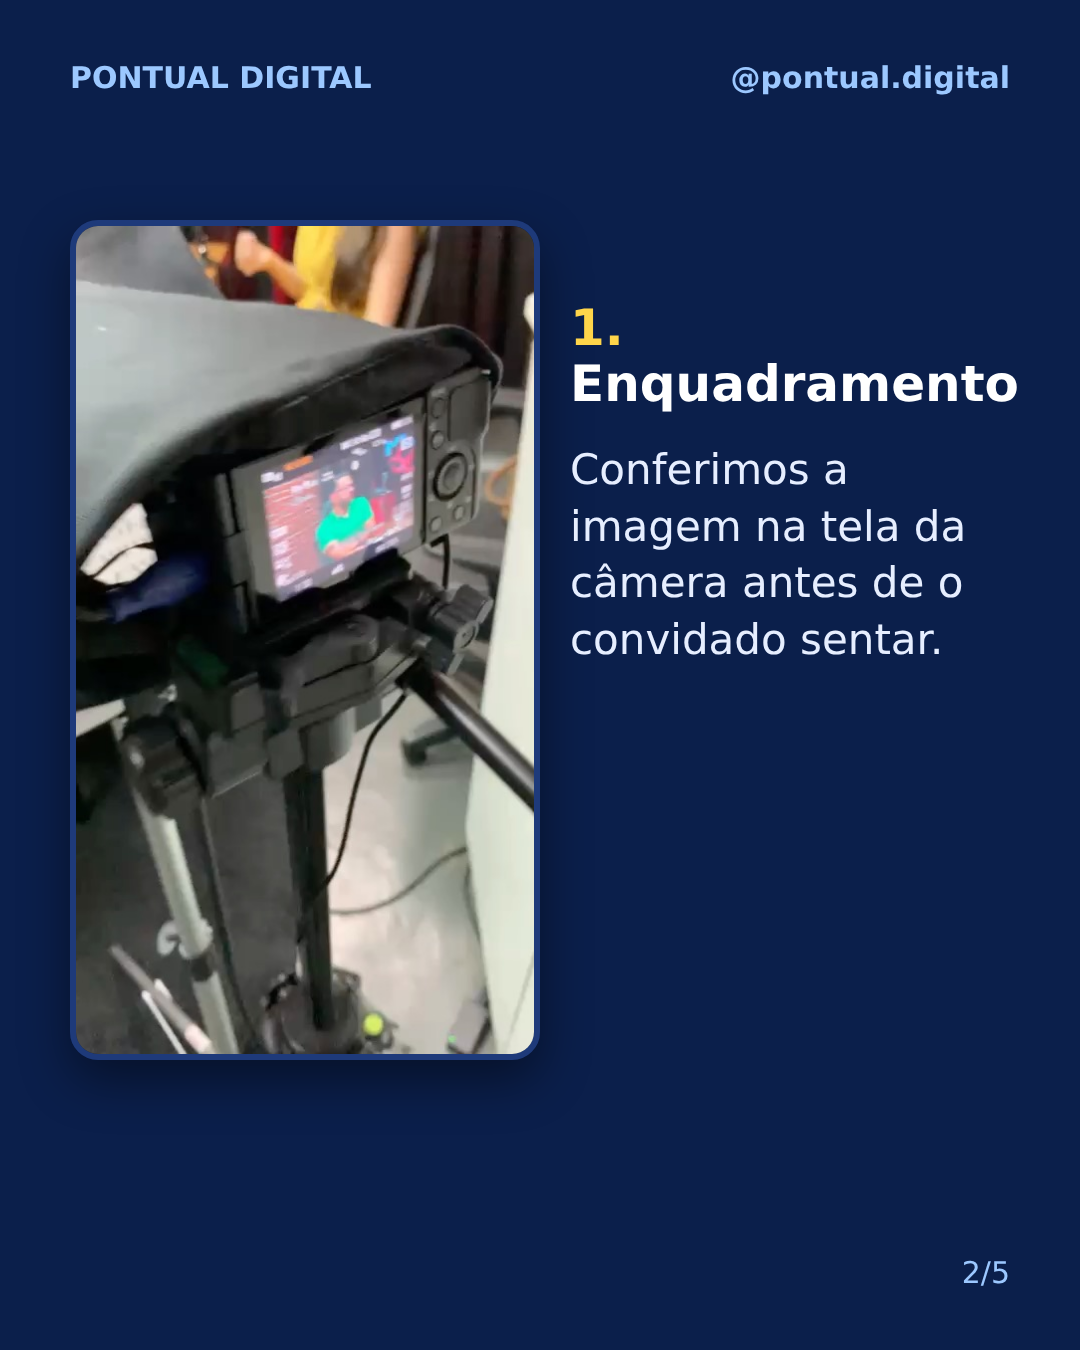 PONTUAL DIGITAL
@pontual.digital
1.
Enquadramento
Conferimos a
imagem na tela da
câmera antes de o
convidado sentar.
2/5